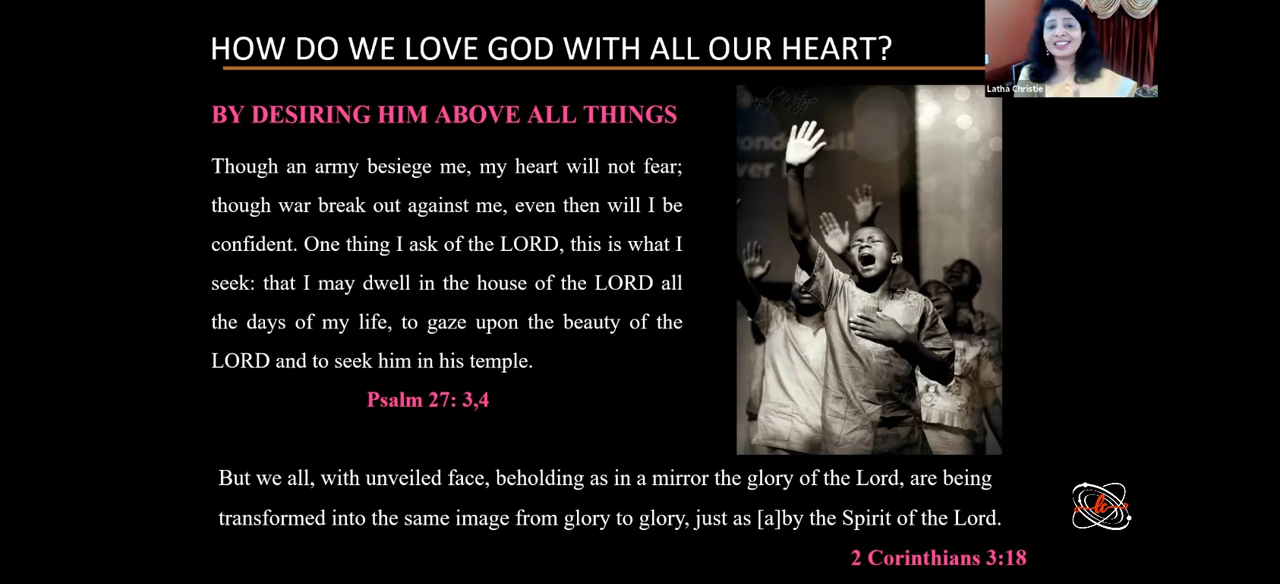 HOW DO WE LOVE GOD WITH ALL OUR HEART?
Latha Christie
BY DESIRING HIM ABOVE ALL THINGS
Though an army besiege me, my heart will not fear;
though war break out against me, even then will I be
confident. One thing I ask of the LORD, this is what I
seek: that I may dwell in the house of the LORD all
the days of my life, to gaze upon the beauty of the
LORD and to seek him in his temple.
Psalm 27: 3,4
But we all, with unveiled face, beholding as in a mirror the glory of the Lord, are being
transformed into the same image from glory to glory, just as [a]by the Spirit of the Lord.
2 Corinthians 3:18
lc